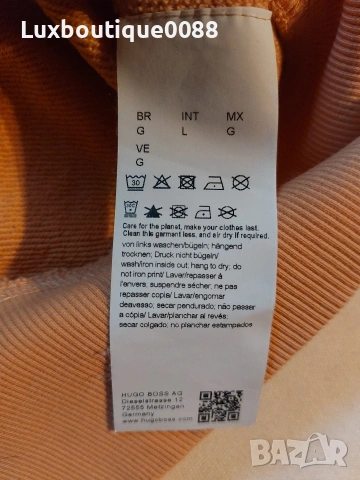 Luxboutique0088
BR INT MX
G L G
VE
G
30
Care for the planet, make your clothes last.
Clean this garment less, and air dry if required.
von links waschen/bügeln; hängend
trocknen; Druck nicht bügeln/
wash/iron inside out; hang to dry; do
not iron print/ Laver/repasser à
l'envers, suspendre sécher, ne pas
repasser cópia/ Lavar/engomar
deavesso, secar pendurado; não passar
a cópia/ Lavar/planchar al revés;
secar colgado, no planchar estampados
HUGO BOSS AG
Dieselstrasse 12
72555 Metzingen
Germany
www.hugoboss.com
BAZAR